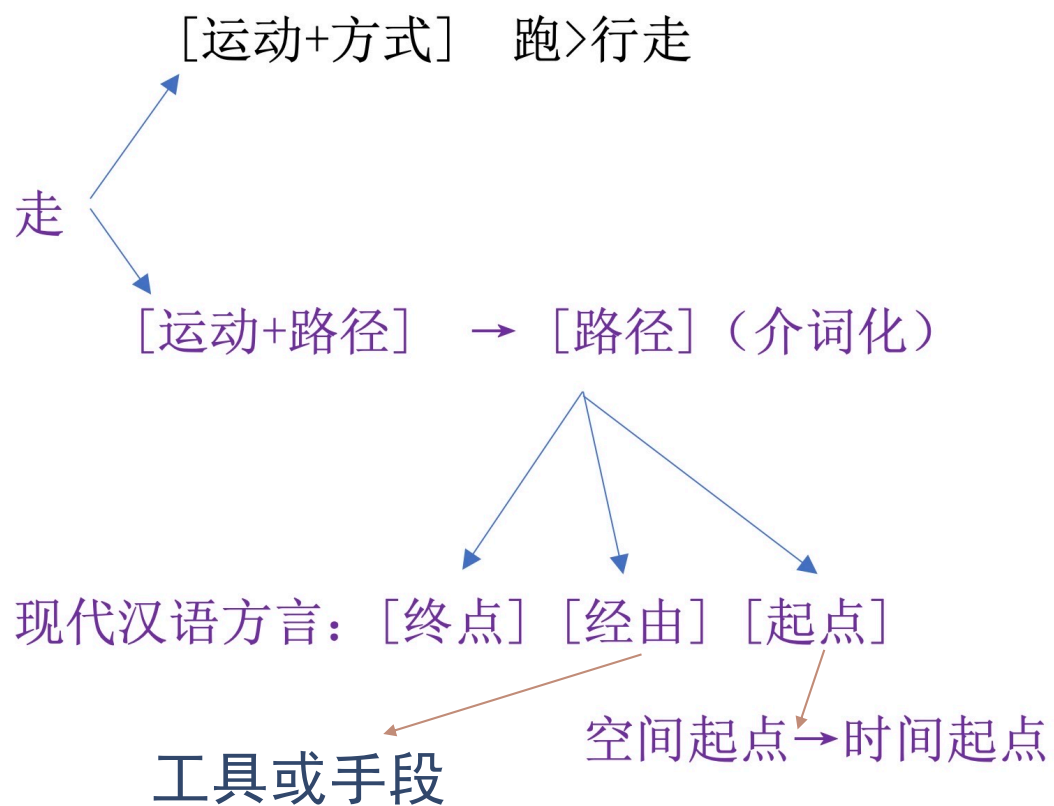 [运动+方式] 跑>行走
走
[运动+路径] → [路径]（介词化）
现代汉语方言：[终点] [经由] [起点]
空间起点→时间起点
工具或手段